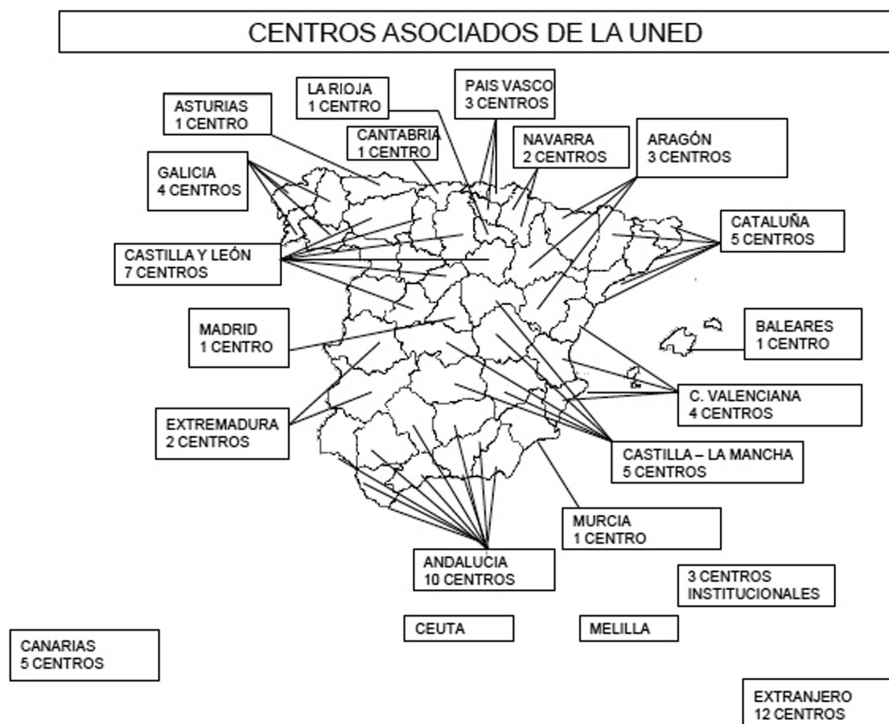 CENTROS ASOCIADOS DE LA UNED
LA RIOJA
1 CENTRO
PAIS VASCO
3 CENTROS
ASTURIAS
1 CENTRO
CANTABRIA
1 CENTRO
NAVARRA
2 CENTROS
ARAGÓN
3 CENTROS
GALICIA
4 CENTROS
CATALUÑA
5 CENTROS
CASTILLA Y LEÓN
7 CENTROS
MADRID
1 CENTRO
BALEARES
1 CENTRO
C. VALENCIANA
4 CENTROS
EXTREMADURA
2 CENTROS
CASTILLA – LA MANCHA
5 CENTROS
MURCIA
1 CENTRO
ANDALUCIA
10 CENTROS
3 CENTROS
INSTITUCIONALES
CEUTA
MELILLA
CANARIAS
5 CENTROS
EXTRANJERO
12 CENTROS